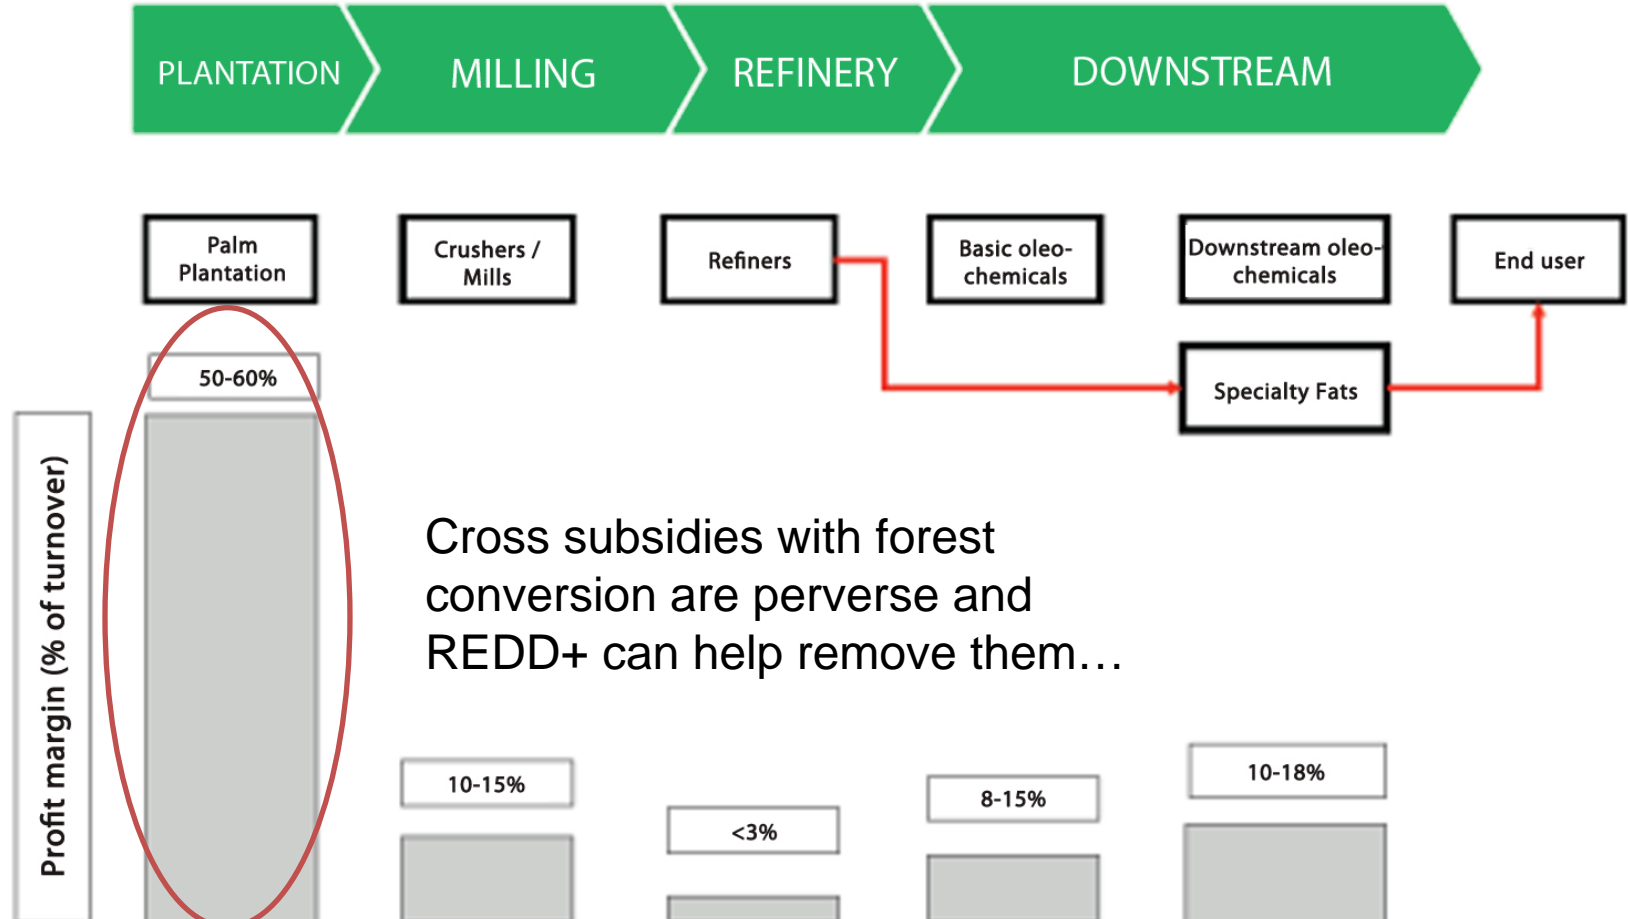 PLANTATION
MILLING
REFINERY
DOWNSTREAM
Palm
Plantation
Crushers /
Mills
Refiners
Basic oleo-
chemicals
Downstream oleo-
chemicals
End user
Specialty Fats
50-60%
Profit margin (% of turnover)
Cross subsidies with forest
conversion are perverse and
REDD+ can help remove them…
10-15%
<3%
8-15%
10-18%